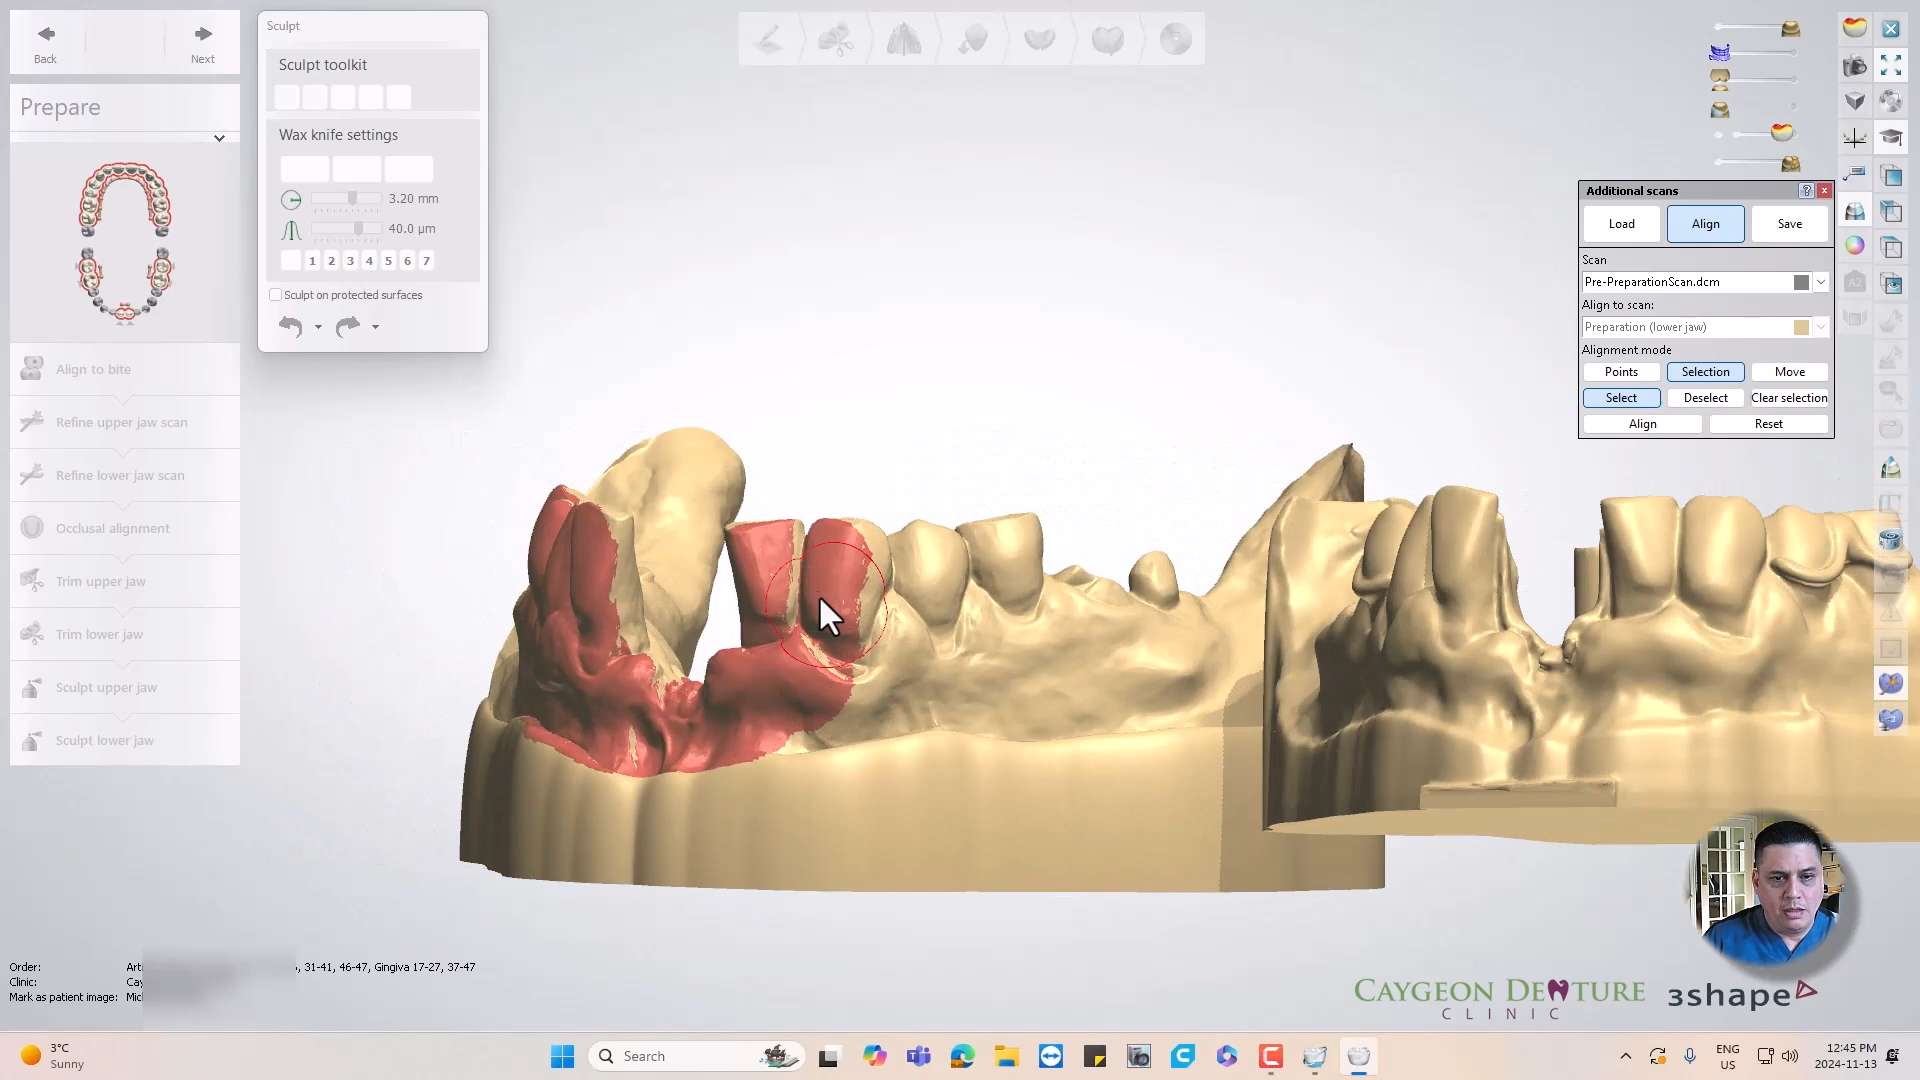 Back
Next
Prepare
Align to bite
Refine upper jaw scan
Refine lower jaw scan
Occlusal alignment
Trim upper jaw
Trim lower jaw
Sculpt upper jaw
Sculpt lower jaw
Sculpt
Sculpt toolkit
Wax knife settings
3.20 mm
40.0 µm
1 2 3 4 5 6 7
Sculpt on protected surfaces
Additional scans
Load Align Save
Scan
Pre-PreparationScan.dcm
Align to scan:
Preparation (lower jaw)
Alignment mode
Points Selection Move
Select Deselect Clear selection
Align Reset
A2
Order: Arti , 31-41, 46-47, Gingiva 17-27, 37-47
Clinic: Cay
Mark as patient image: Mic
CAYGEON DENTURE
CLINIC
3shape
3°C
Sunny
Search
ENG
US
12:45 PM
2024-11-13